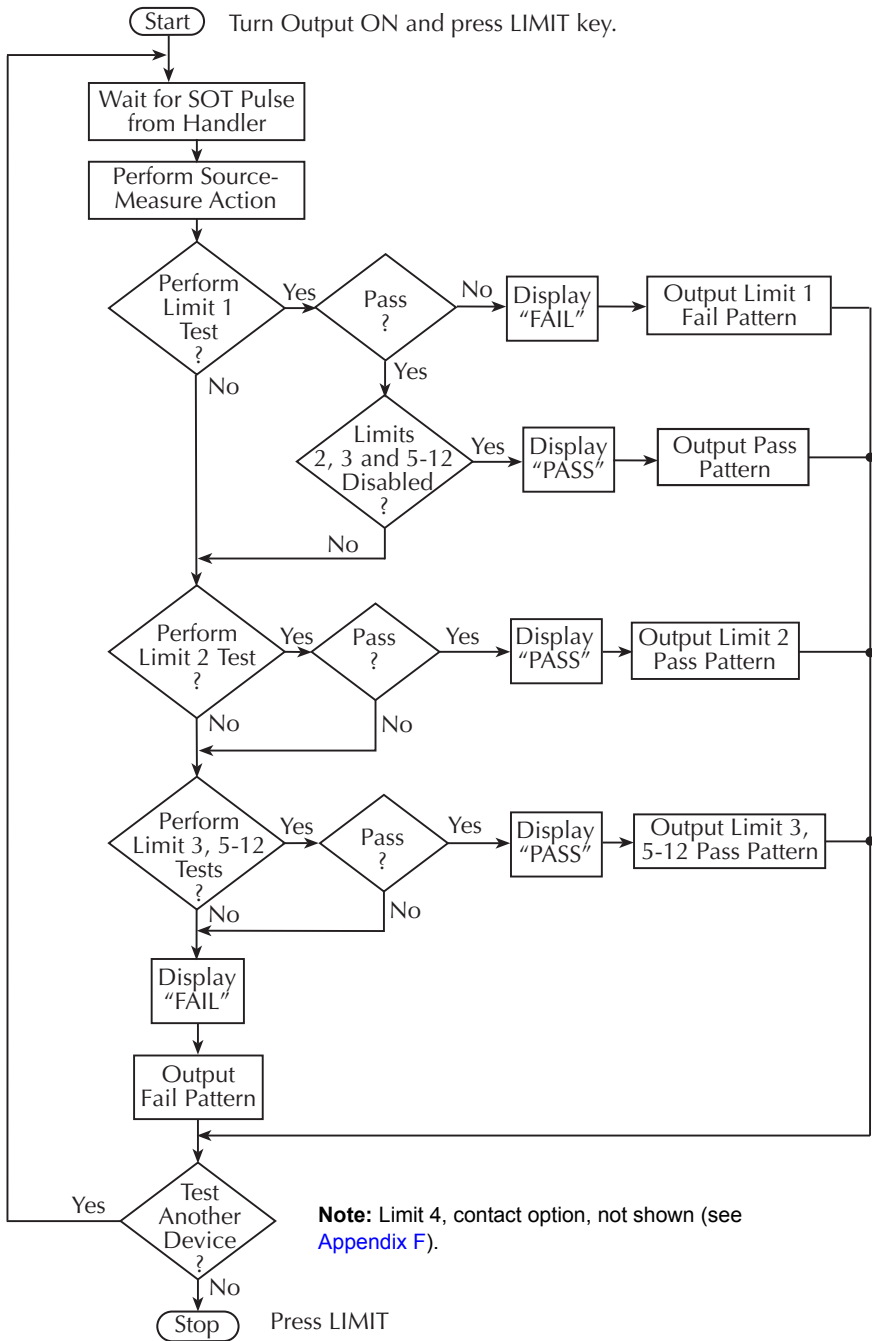 Start
Turn Output ON and press LIMIT key.
Wait for SOT Pulse
from Handler
Perform Source-
Measure Action
Perform
Limit 1
Test
?
Yes
Pass
?
No
Display
“FAIL”
Output Limit 1
Fail Pattern
No
Yes
Limits
2, 3 and 5-12
Disabled
?
Yes
Display
“PASS”
Output Pass
Pattern
No
Perform
Limit 2 Test
?
Yes
Pass
?
Yes
Display
“PASS”
Output Limit 2
Pass Pattern
No
No
Perform
Limit 3, 5-12
Tests
?
Yes
Pass
?
Yes
Display
“PASS”
Output Limit 3,
5-12 Pass Pattern
No
No
Display
“FAIL”
Output
Fail Pattern
Yes
Test
Another
Device
?
Note: Limit 4, contact option, not shown (see
Appendix F).
No
Stop
Press LIMIT